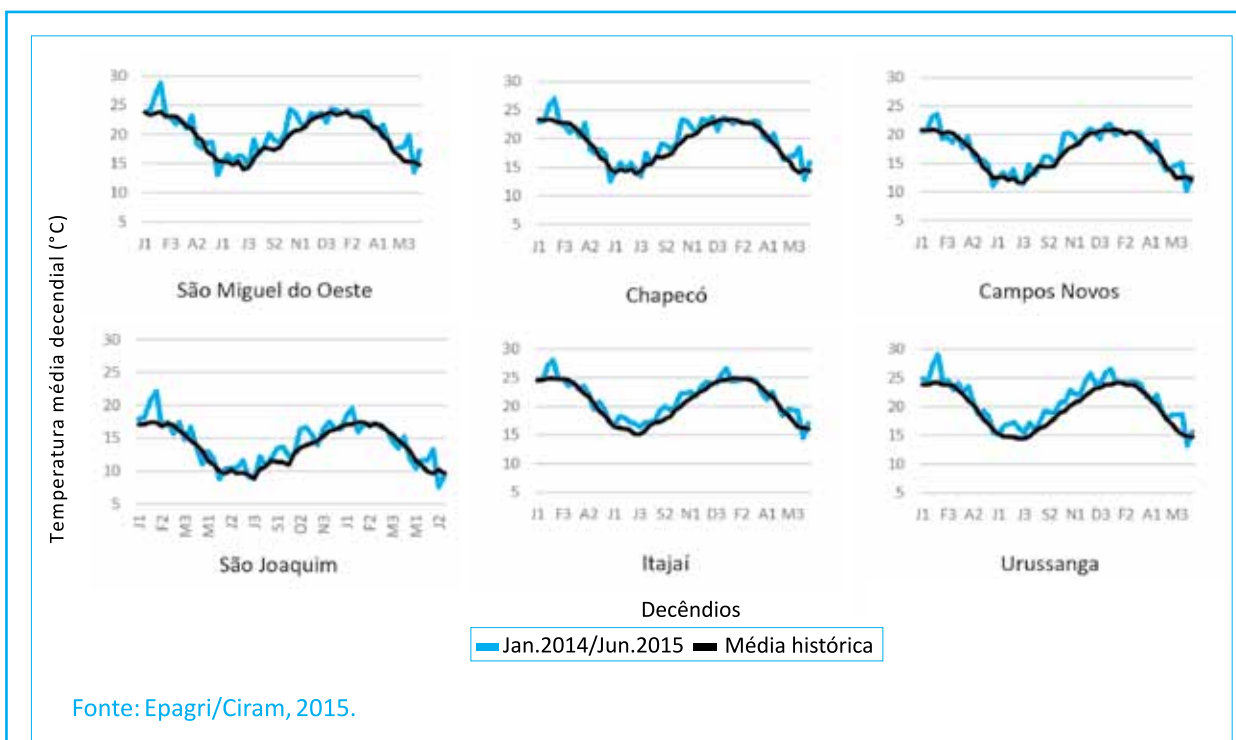 Temperatura média decendial (°C)
30
25
20
15
10
5
J1 F3 A2 J1 J3 S2 N1 D3 F2 A1 M3
São Miguel do Oeste
30
25
20
15
10
5
J1 F3 A2 J1 J3 S2 N1 D3 F2 A1 M3
Chapecó
30
25
20
15
10
5
J1 F3 A2 J1 J3 S2 N1 D3 F2 A1 M3
Campos Novos
30
25
20
15
10
5
J1 F2 M3 M1 J2 J3 S1 O2 N3 J1 F2 M3 M1 J2
São Joaquim
30
25
20
15
10
5
J1 F3 A2 J1 J3 S2 N1 D3 F2 A1 M3
Itajaí
30
25
20
15
10
5
J1 F3 A2 J1 J3 S2 N1 D3 F2 A1 M3
Urussanga
Decêndios
Jan.2014/Jun.2015 Média histórica
Fonte: Epagri/Ciram, 2015.